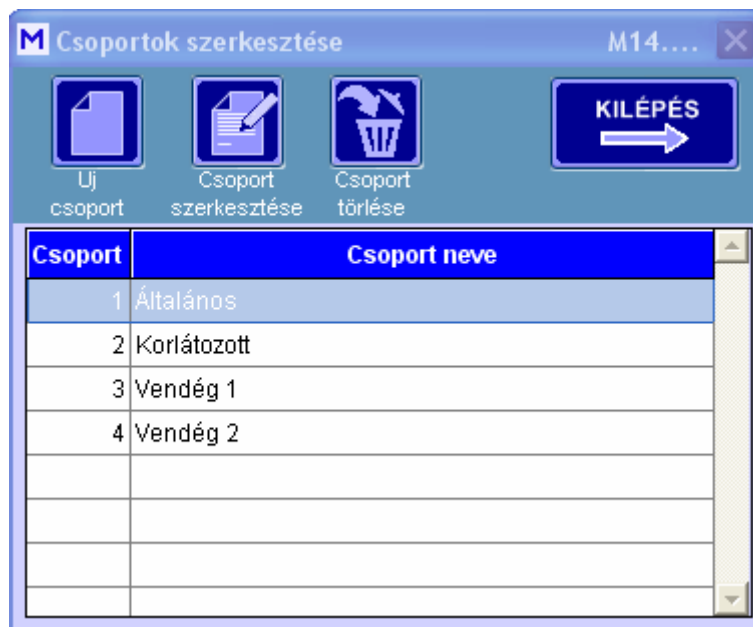 M Csoportok szerkesztése M14....
KILÉPÉS
Uj csoport
Csoport szerkesztése
Csoport törlése
Csoport Csoport neve
1 Általános
2 Korlátozott
3 Vendég 1
4 Vendég 2